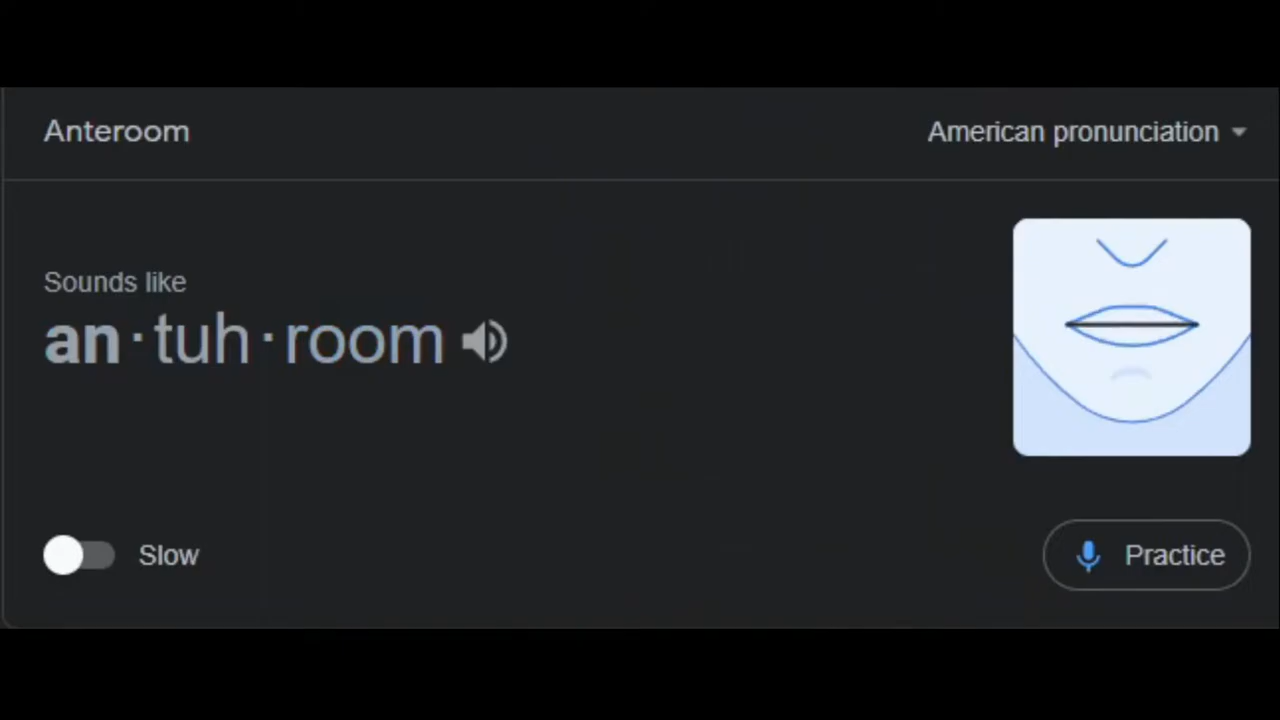 Anteroom
American pronunciation
Sounds like
an·tuh·room
Slow
Practice